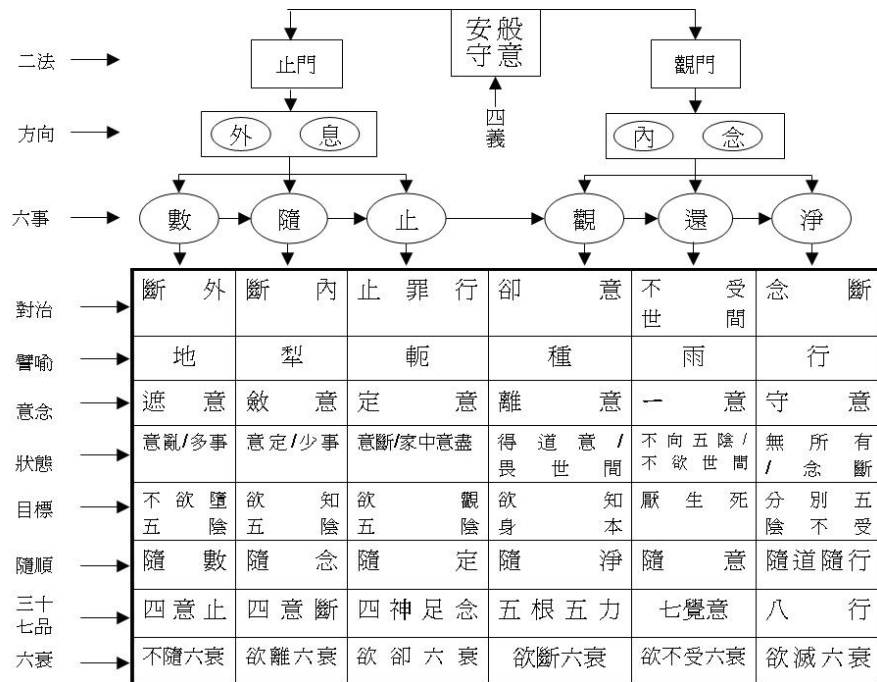 安般
守意
二法
止門
觀門
四義
方向
外 息
內 念
六事
數 隨 止 觀 還 淨
對治
斷外 斷內 止罪行 卻意 不受世間 念斷
譬喻
地 犁 軛 種 雨 行
意念
遮意 斂意 定意 離意 一意 守意
狀態
意亂/多事 意定/少事 意斷/家中意盡 得道意/畏世間 不向五陰/不欲世間 無所有/念斷
目標
不欲墮五陰 欲知五陰 欲觀五陰 欲知身本 厭生死 分別五陰不受
隨順
隨數 隨念 隨定 隨淨 隨意 隨道隨行
三十七品
四意止 四意斷 四神足念 五根五力 七覺意 八行
六衰
不隨六衰 欲離六衰 欲卻六衰 欲斷六衰 欲不受六衰 欲滅六衰